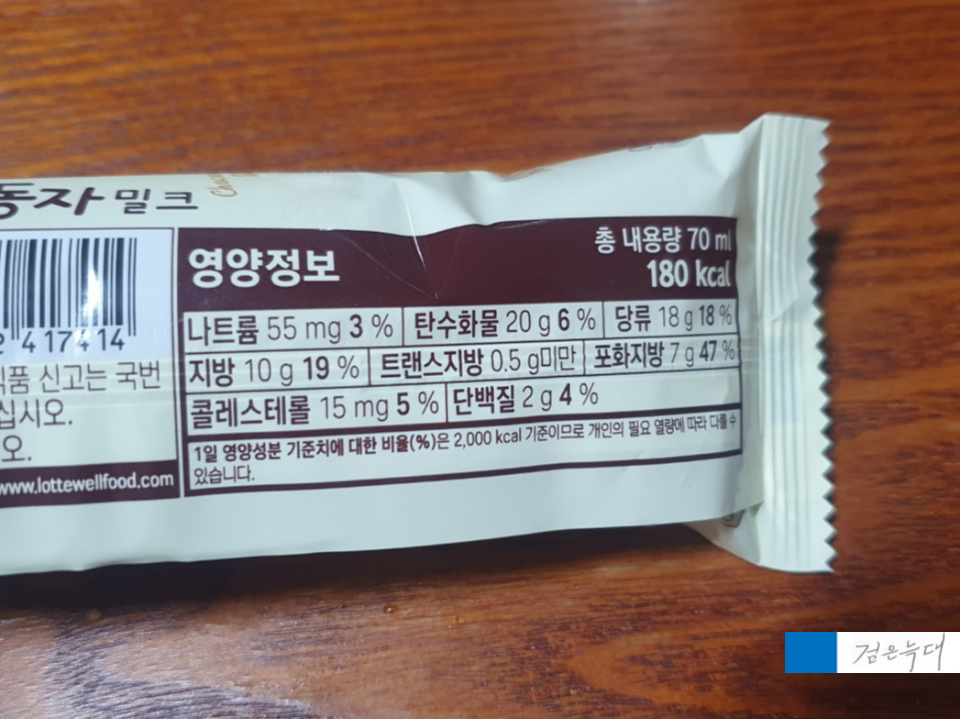 동자 밀크
영양정보
총 내용량 70 ml
180 kcal
나트륨 55 mg 3 % 탄수화물 20 g 6 % 당류 18 g 18 %
지방 10 g 19 % 트랜스지방 0.5 g미만 포화지방 7 g 47 %
콜레스테롤 15 mg 5 % 단백질 2 g 4 %
1일 영양성분 기준치에 대한 비율(%)은 2,000 kcal 기준이므로 개인의 필요 열량에 따라 다를 수
있습니다.
2 417414
식품 신고는 국번
십시오.
오.
www.lottewellfood.com
검은늑대